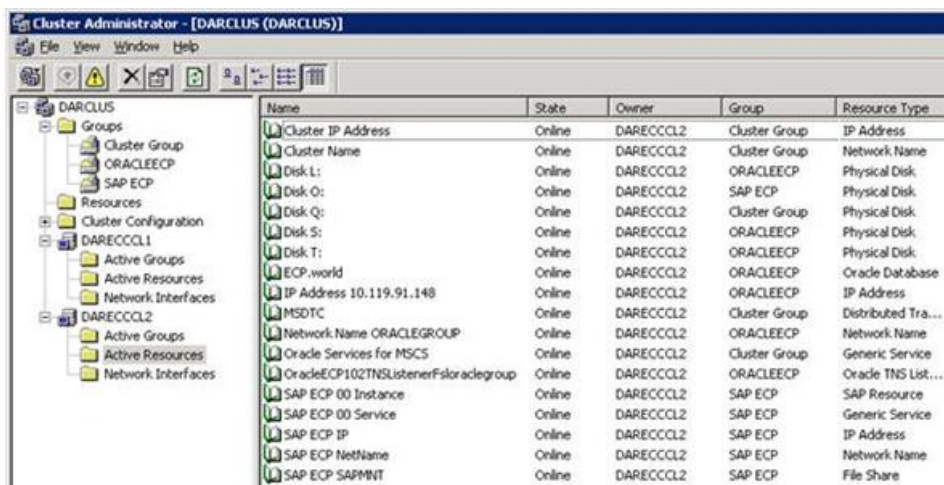 Cluster Administrator - [DARCLUS (DARCLUS)]
File View Window Help
DARCLUS
Groups
Cluster Group
ORACLEECP
SAP ECP
Resources
Cluster Configuration
DARECCCL1
Active Groups
Active Resources
Network Interfaces
DARECCCL2
Active Groups
Active Resources
Network Interfaces
Name State Owner Group Resource Type
Cluster IP Address Online DARECCCL2 Cluster Group IP Address
Cluster Name Online DARECCCL2 Cluster Group Network Name
Disk L: Online DARECCCL2 ORACLEECP Physical Disk
Disk O: Online DARECCCL2 SAP ECP Physical Disk
Disk Q: Online DARECCCL2 Cluster Group Physical Disk
Disk S: Online DARECCCL2 ORACLEECP Physical Disk
Disk T: Online DARECCCL2 ORACLEECP Physical Disk
ECP.world Online DARECCCL2 ORACLEECP Oracle Database
IP Address 10.119.91.148 Online DARECCCL2 ORACLEECP IP Address
MSDTC Online DARECCCL2 Cluster Group Distributed Tra...
Network Name ORACLEGROUP Online DARECCCL2 ORACLEECP Network Name
Oracle Services for MSCS Online DARECCCL2 Cluster Group Generic Service
OracleECP102TNSListenerFsloraclegroup Online DARECCCL2 ORACLEECP Oracle TNS List...
SAP ECP 00 Instance Online DARECCCL2 SAP ECP SAP Resource
SAP ECP 00 Service Online DARECCCL2 SAP ECP Generic Service
SAP ECP IP Online DARECCCL2 SAP ECP IP Address
SAP ECP NetName Online DARECCCL2 SAP ECP Network Name
SAP ECP SAPMNT Online DARECCCL2 SAP ECP File Share